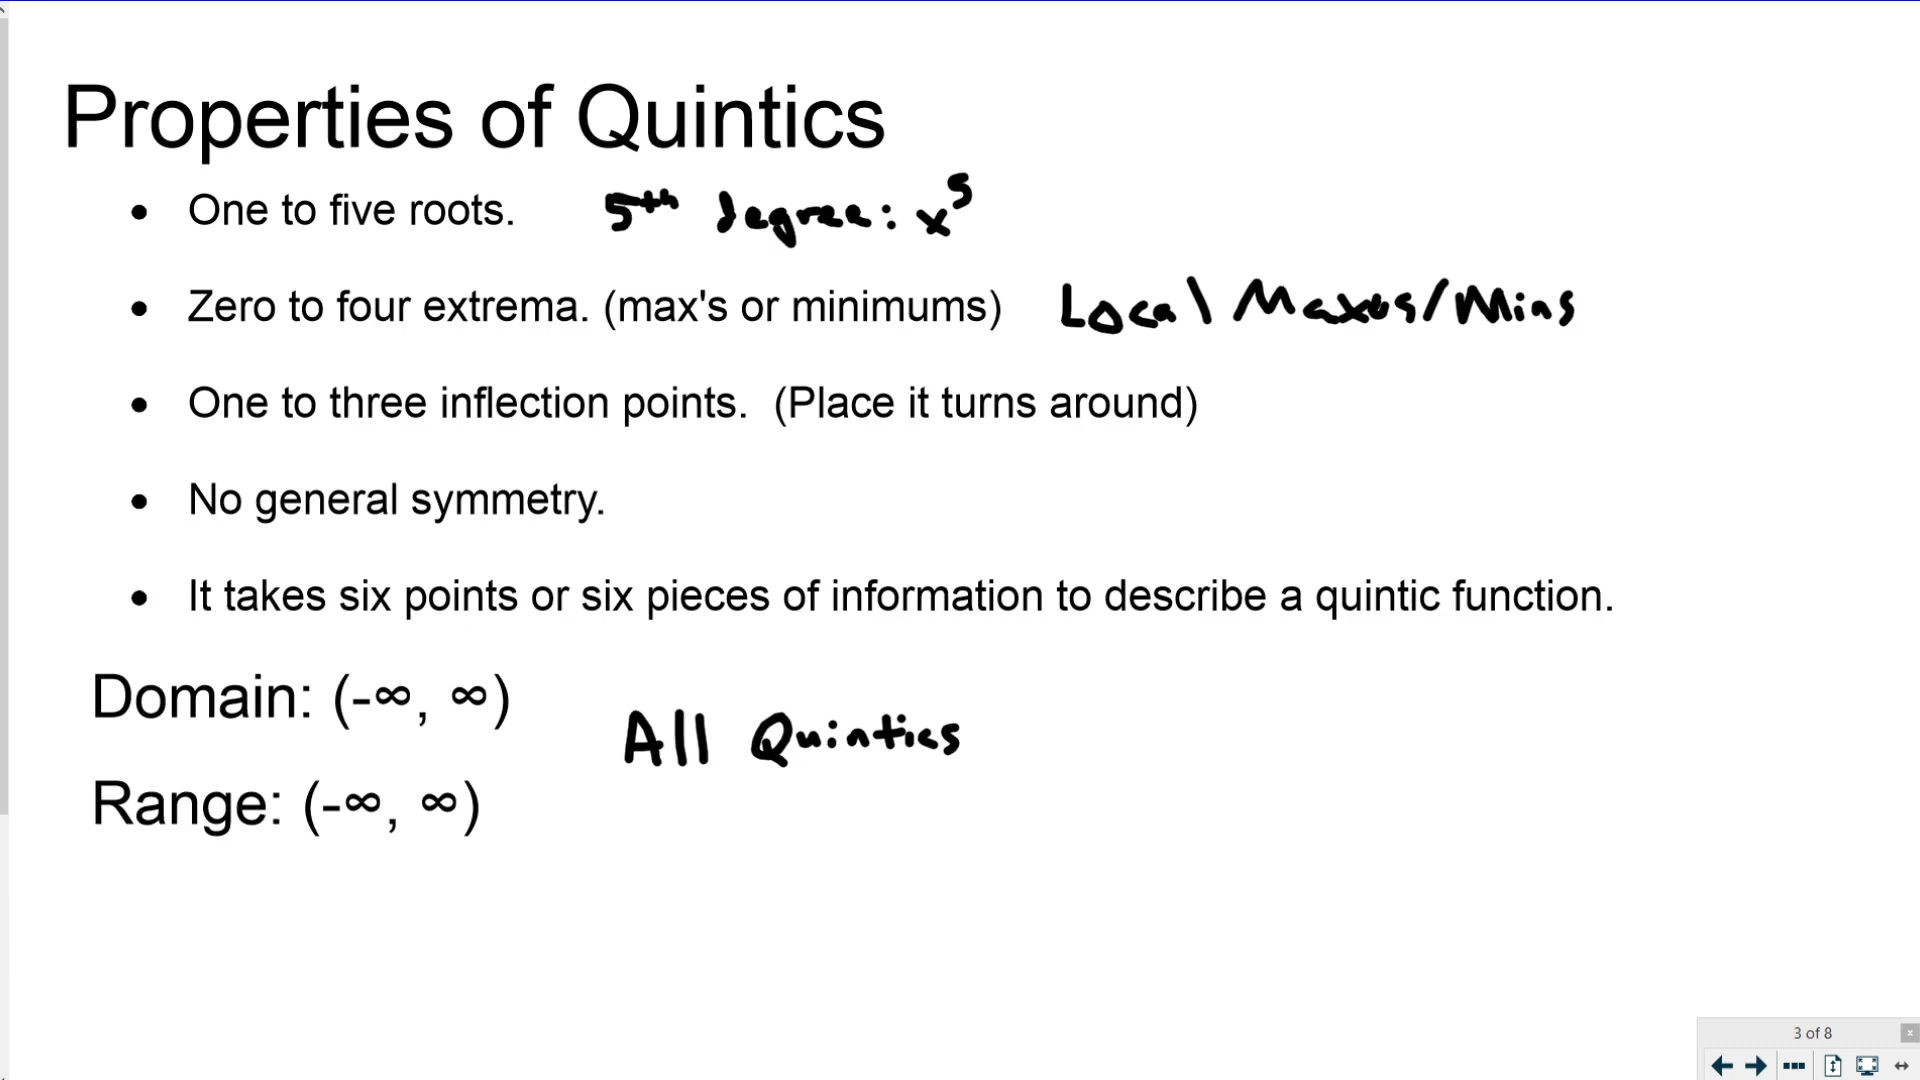 Properties of Quintics
• One to five roots. 5th degree: x⁵
• Zero to four extrema. (max's or minimums) Local Maxes/Mins
• One to three inflection points. (Place it turns around)
• No general symmetry.
• It takes six points or six pieces of information to describe a quintic function.
Domain: (-∞, ∞)
All Quintics
Range: (-∞, ∞)
3 of 8